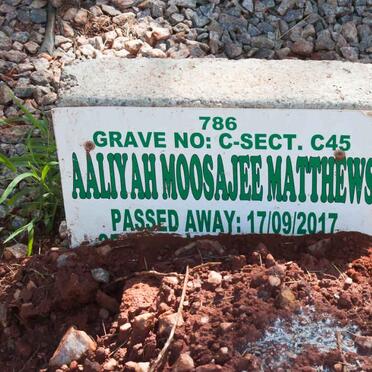 786
GRAVE NO: C-SECT. C45
AALIYAH MOOSAJEE MATTHEWS
PASSED AWAY: 17/09/2017